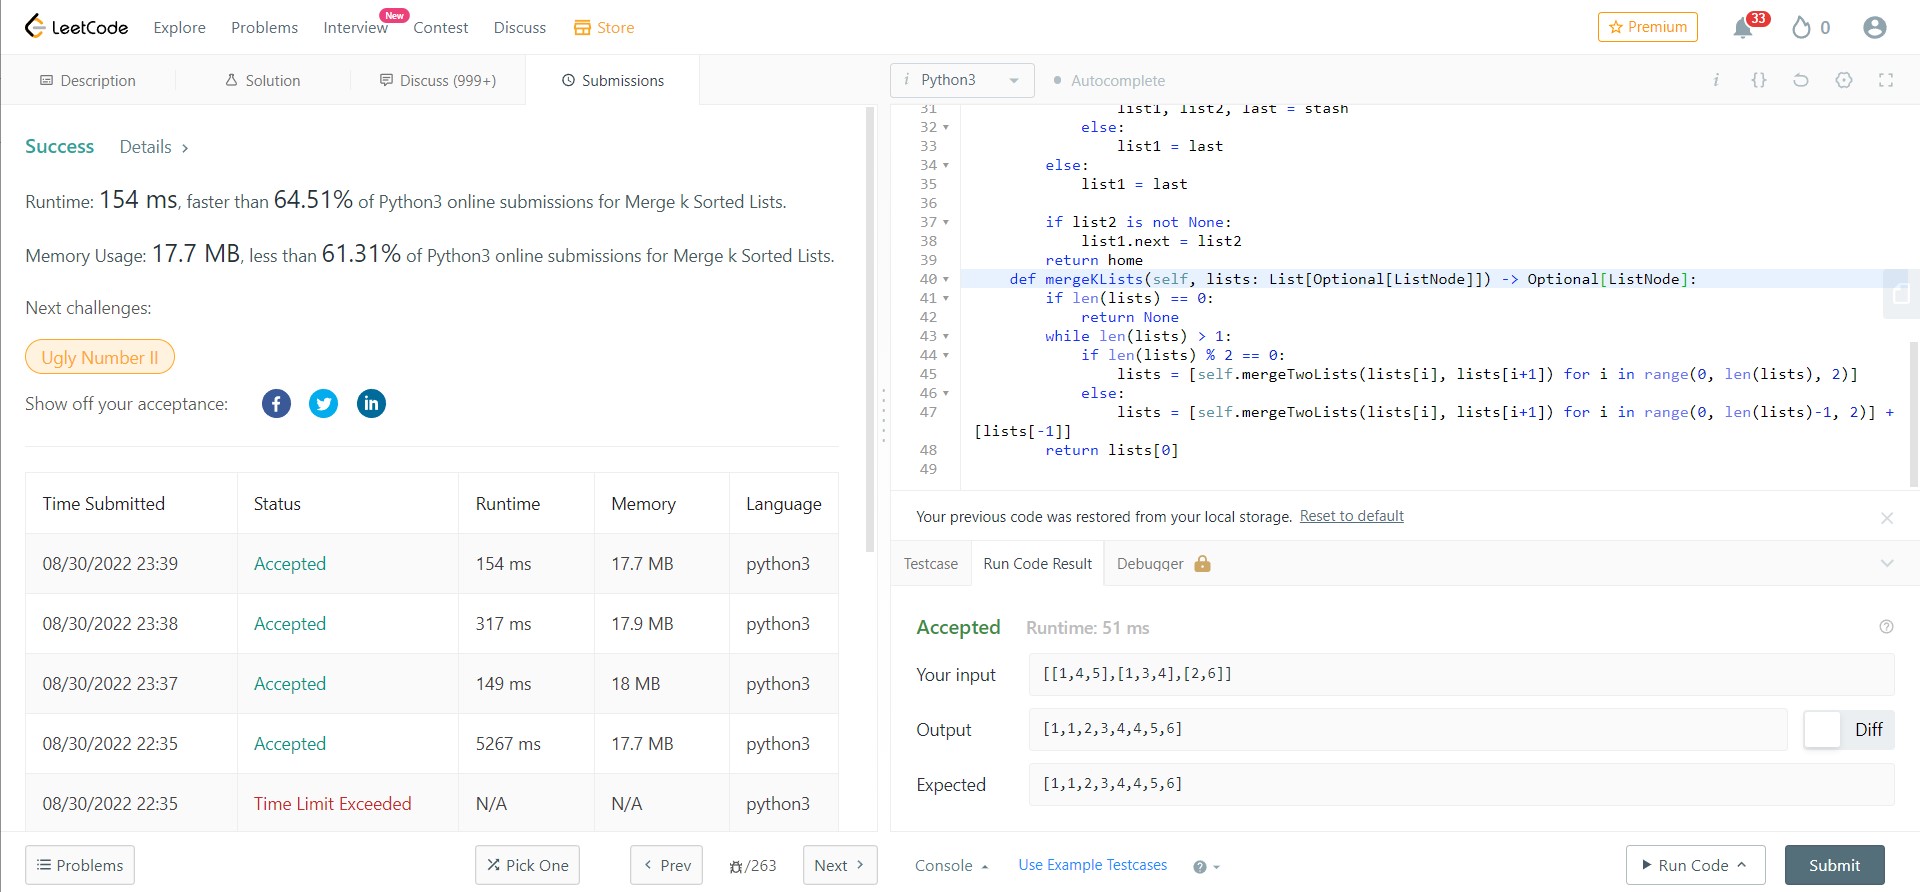 LeetCode Explore Problems Interview New Contest Discuss Store Premium 33 0
Description Solution Discuss (999+) Submissions
Success Details >
Runtime: 154 ms, faster than 64.51% of Python3 online submissions for Merge k Sorted Lists.
Memory Usage: 17.7 MB, less than 61.31% of Python3 online submissions for Merge k Sorted Lists.
Next challenges:
Ugly Number II
Show off your acceptance:
Time Submitted Status Runtime Memory Language
08/30/2022 23:39 Accepted 154 ms 17.7 MB python3
08/30/2022 23:38 Accepted 317 ms 17.9 MB python3
08/30/2022 23:37 Accepted 149 ms 18 MB python3
08/30/2022 22:35 Accepted 5267 ms 17.7 MB python3
08/30/2022 22:35 Time Limit Exceeded N/A N/A python3
Problems Pick One < Prev /263 Next >
i Python3 Autocomplete i {}
31 list1, list2, last = stash
32 else:
33 list1 = last
34 else:
35 list1 = last
36
37 if list2 is not None:
38 list1.next = list2
39 return home
40 def mergeKLists(self, lists: List[Optional[ListNode]]) -> Optional[ListNode]:
41 if len(lists) == 0:
42 return None
43 while len(lists) > 1:
44 if len(lists) % 2 == 0:
45 lists = [self.mergeTwoLists(lists[i], lists[i+1]) for i in range(0, len(lists), 2)]
46 else:
47 lists = [self.mergeTwoLists(lists[i], lists[i+1]) for i in range(0, len(lists)-1, 2)] +
[lists[-1]]
48 return lists[0]
49
Your previous code was restored from your local storage. Reset to default
Testcase Run Code Result Debugger
Accepted Runtime: 51 ms
Your input [[1,4,5],[1,3,4],[2,6]]
Output [1,1,2,3,4,4,5,6] Diff
Expected [1,1,2,3,4,4,5,6]
Console Use Example Testcases Run Code Submit